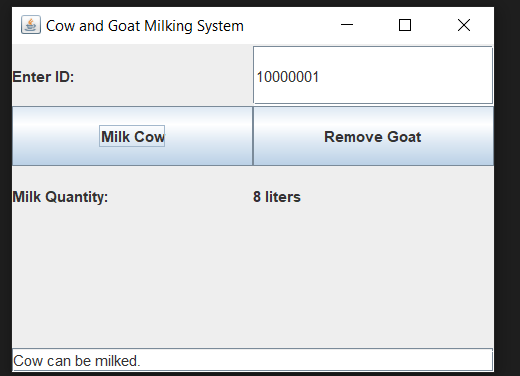 Cow and Goat Milking System
Enter ID: 10000001
Milk Cow Remove Goat
Milk Quantity: 8 liters
Cow can be milked.